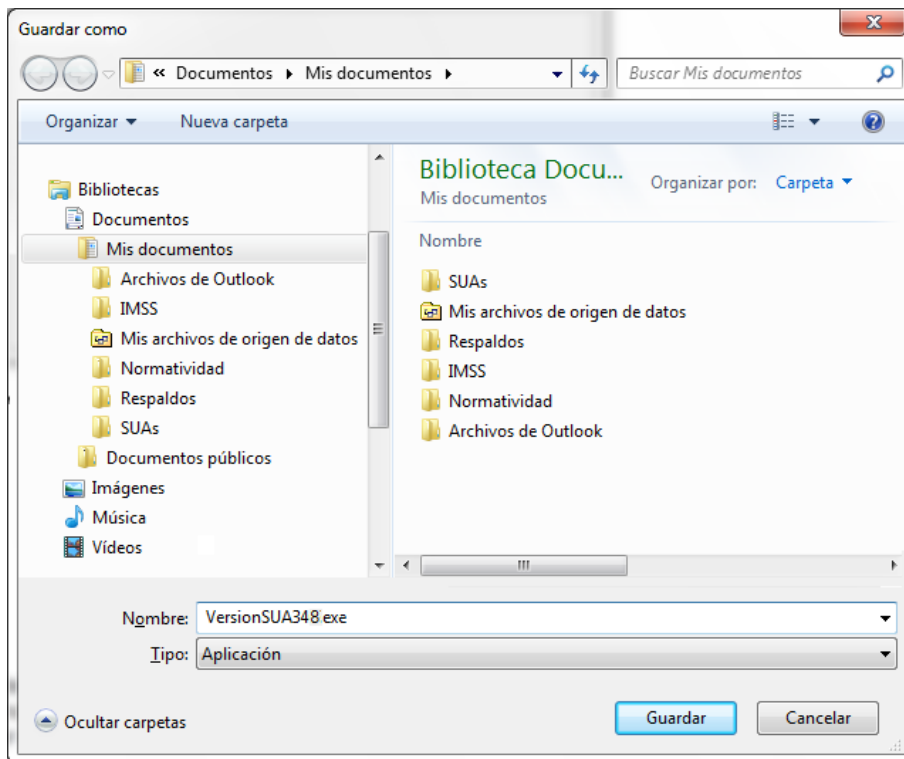 Guardar como
« Documentos Mis documentos
Buscar Mis documentos
Organizar Nueva carpeta
Bibliotecas
Documentos
Mis documentos
Archivos de Outlook
IMSS
Mis archivos de origen de datos
Normatividad
Respaldos
SUAs
Documentos públicos
Imágenes
Música
Vídeos
Biblioteca Docu...
Mis documentos
Organizar por: Carpeta
Nombre
SUAs
Mis archivos de origen de datos
Respaldos
IMSS
Normatividad
Archivos de Outlook
Nombre: VersionSUA348.exe
Tipo: Aplicación
Ocultar carpetas
Guardar
Cancelar